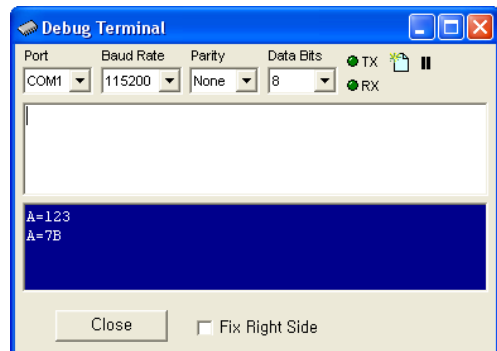 Debug Terminal
Port Baud Rate Parity Data Bits
COM1 115200 None 8
TX
RX
A=123
A=7B
Close Fix Right Side